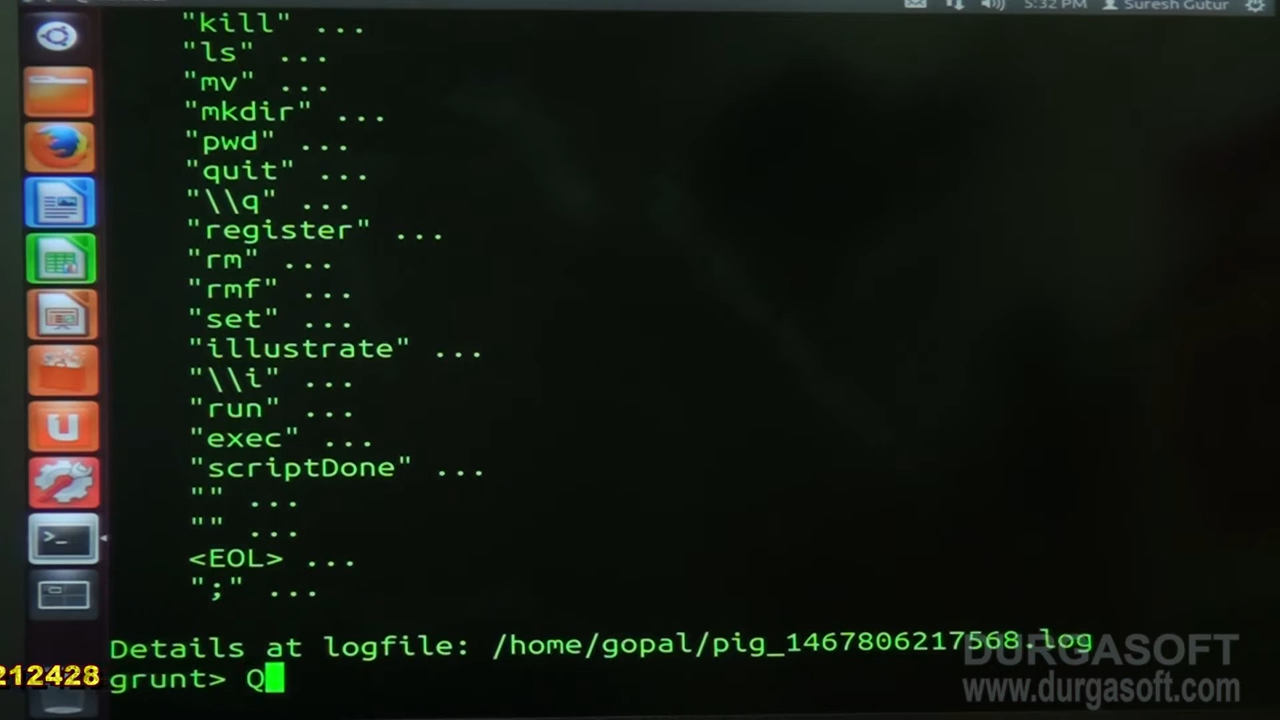 5:32 PM Suresh Gutur
"kill" ...
"ls" ...
"mv" ...
"mkdir" ...
"pwd" ...
"quit" ...
"\\q" ...
"register" ...
"rm" ...
"rmf" ...
"set" ...
"illustrate" ...
"\\i" ...
"run" ...
"exec" ...
"scriptDone" ...
"" ...
"" ...
<EOL> ...
";" ...
Details at logfile: /home/gopal/pig_1467806217568.log
grunt> Q
212428
DURGASOFT
www.durgasoft.com